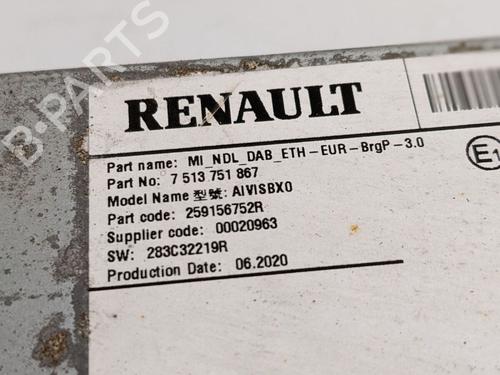 B-PARTS
RENAULT
Part name: MI_NDL_DAB_ETH-EUR-BrgP-3.0
Part No: 7 513 751 867
Model Name 型號: AIVISBX0
Part code: 259156752R
Supplier code: 00020963
SW: 283C32219R
Production Date: 06.2020
E1